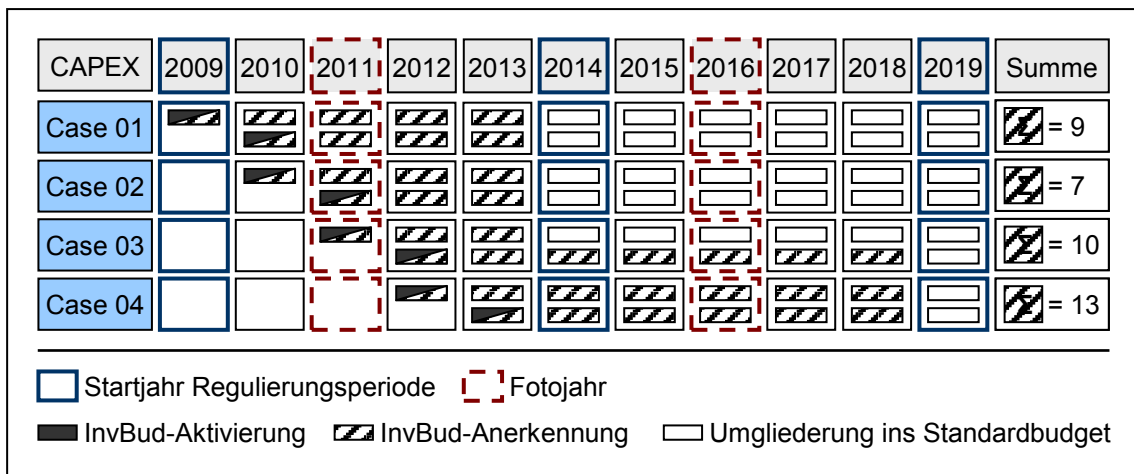 CAPEX 2009 2010 2011 2012 2013 2014 2015 2016 2017 2018 2019 Summe
Case 01 Σ = 9
Case 02 Σ = 7
Case 03 Σ = 10
Case 04 Σ = 13
Startjahr Regulierungsperiode Fotojahr
InvBud-Aktivierung InvBud-Anerkennung Umgliederung ins Standardbudget